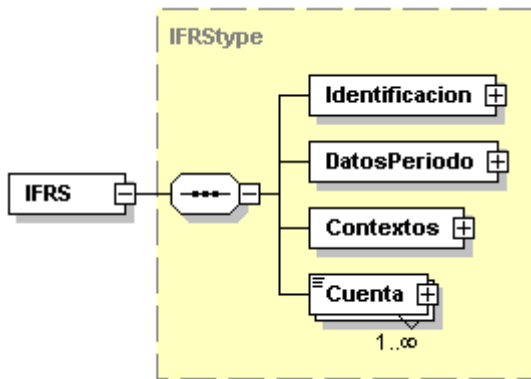 IFRStype
Identificacion
DatosPeriodo
IFRS
Contextos
Cuenta
1..∞